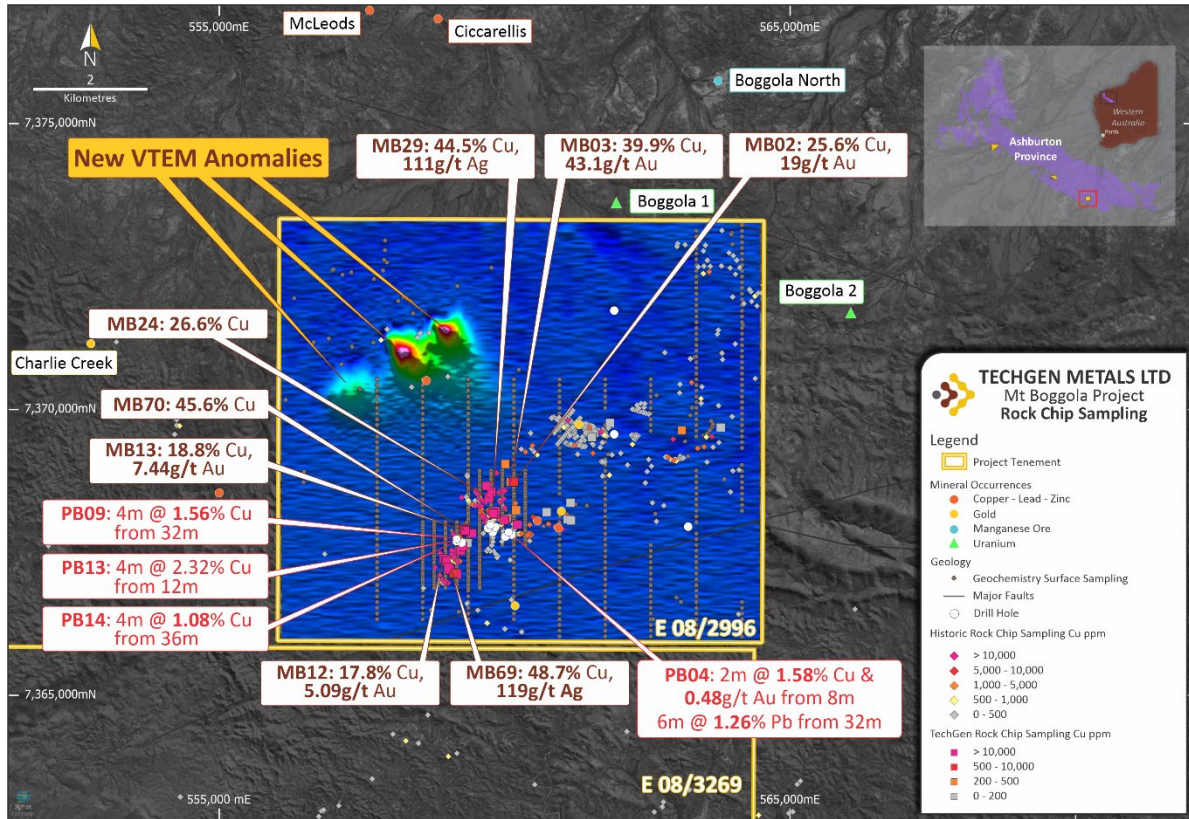 555,000mE
McLeods
Ciccarellis
565,000mE
N
2
Kilometres
Boggola North
7,375,000mN
Western
Australia
Perth
Ashburton
Province
New VTEM Anomalies
MB29: 44.5% Cu,
111g/t Ag
MB03: 39.9% Cu,
43.1g/t Au
MB02: 25.6% Cu,
19g/t Au
Boggola 1
Boggola 2
MB24: 26.6% Cu
Charlie Creek
7,370,000mN
MB70: 45.6% Cu
MB13: 18.8% Cu,
7.44g/t Au
PB09: 4m @ 1.56% Cu
from 32m
PB13: 4m @ 2.32% Cu
from 12m
PB14: 4m @ 1.08% Cu
from 36m
E 08/2996
MB12: 17.8% Cu,
5.09g/t Au
MB69: 48.7% Cu,
119g/t Ag
PB04: 2m @ 1.58% Cu &
0.48g/t Au from 8m
6m @ 1.26% Pb from 32m
7,365,000mN
E 08/3269
555,000 mE
565,000mE
TECHGEN METALS LTD
Mt Boggola Project
Rock Chip Sampling
Legend
Project Tenement
Mineral Occurrences
Copper - Lead - Zinc
Gold
Manganese Ore
Uranium
Geology
Geochemistry Surface Sampling
Major Faults
Drill Hole
Historic Rock Chip Sampling Cu ppm
> 10,000
5,000 - 10,000
1,000 - 5,000
500 - 1,000
0 - 500
TechGen Rock Chip Sampling Cu ppm
> 10,000
500 - 10,000
200 - 500
0 - 200